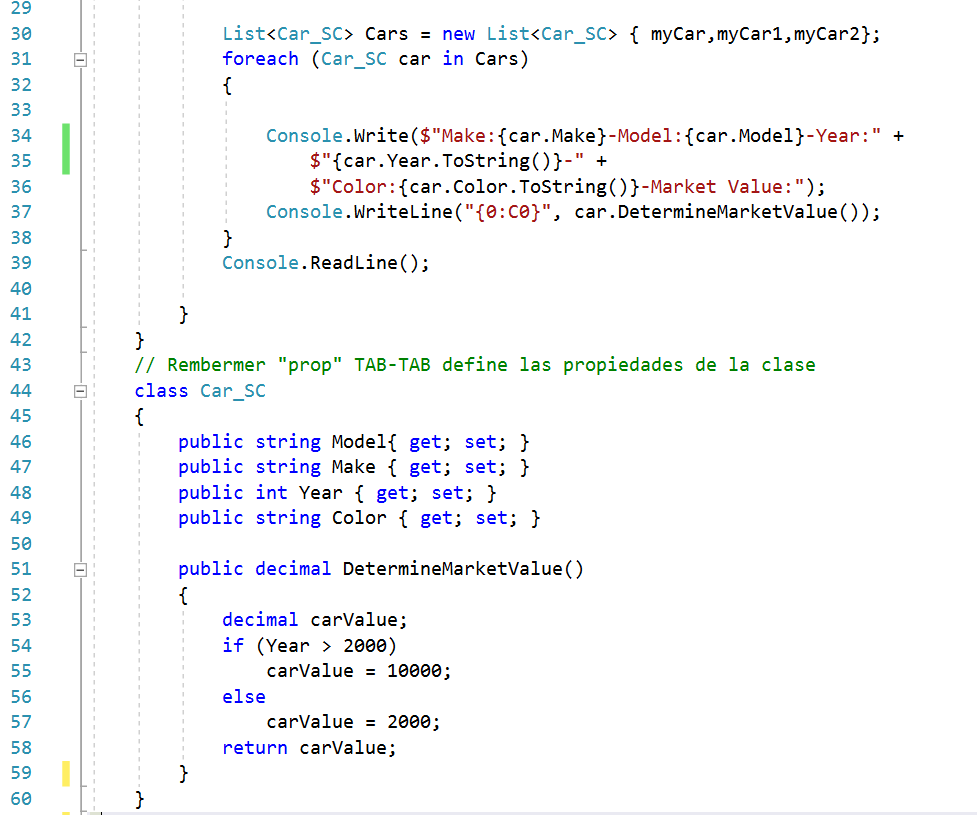 29
30 List<Car_SC> Cars = new List<Car_SC> { myCar,myCar1,myCar2};
31 foreach (Car_SC car in Cars)
32 {
33
34 Console.Write($"Make:{car.Make}-Model:{car.Model}-Year:" +
35 $"{car.Year.ToString()}-" +
36 $"Color:{car.Color.ToString()}-Market Value:");
37 Console.WriteLine("{0:C0}", car.DetermineMarketValue());
38 }
39 Console.ReadLine();
40
41 }
42 }
43 // Rembermer "prop" TAB-TAB define las propiedades de la clase
44 class Car_SC
45 {
46 public string Model{ get; set; }
47 public string Make { get; set; }
48 public int Year { get; set; }
49 public string Color { get; set; }
50
51 public decimal DetermineMarketValue()
52 {
53 decimal carValue;
54 if (Year > 2000)
55 carValue = 10000;
56 else
57 carValue = 2000;
58 return carValue;
59 }
60 }